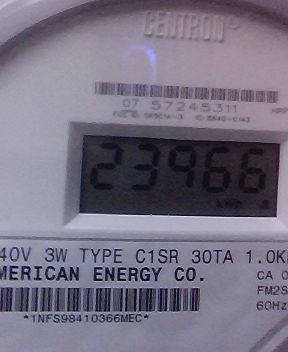 CENTRON®
07 57245311
23966
kWh
40V 3W TYPE C1SR 30TA 1.0K
MERICAN ENERGY CO.
CA 0
FM2S
60Hz
*1NFS98410366MEC*